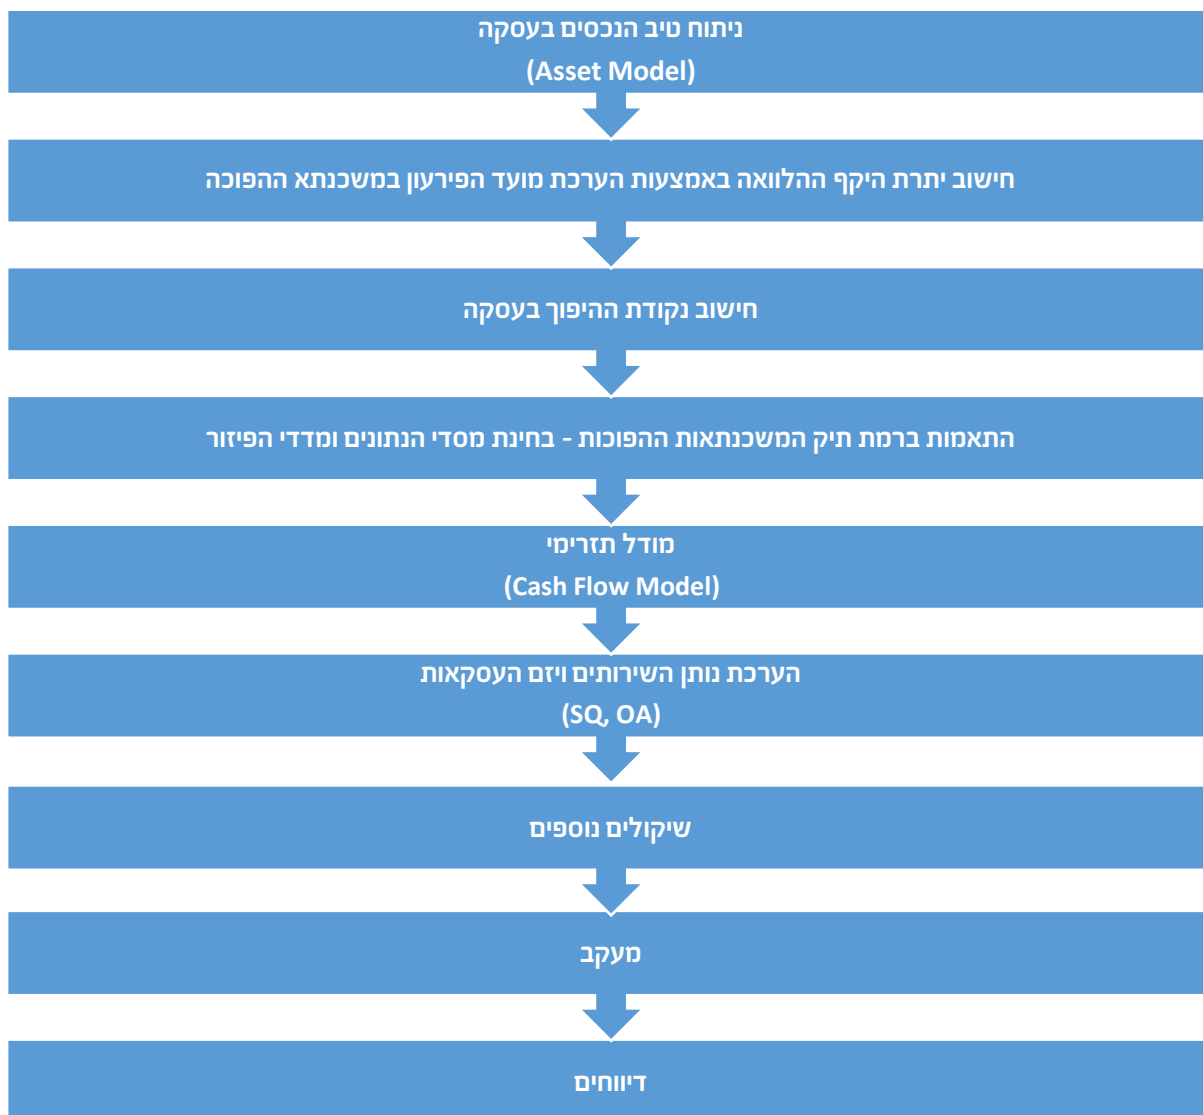 ניתוח טיב הנכסים בעסקה
(Asset Model)
חישוב יתרת היקף ההלוואה באמצעות הערכת מועד הפירעון במשכנתא ההפוכה
חישוב נקודת ההיפוך בעסקה
התאמות ברמת תיק המשכנתאות ההפוכות - בחינת מסדי הנתונים ומדדי הפיזור
מודל תזרימי
(Cash Flow Model)
הערכת נותן השירותים ויזם העסקאות
(SQ, OA)
שיקולים נוספים
מעקב
דיווחים